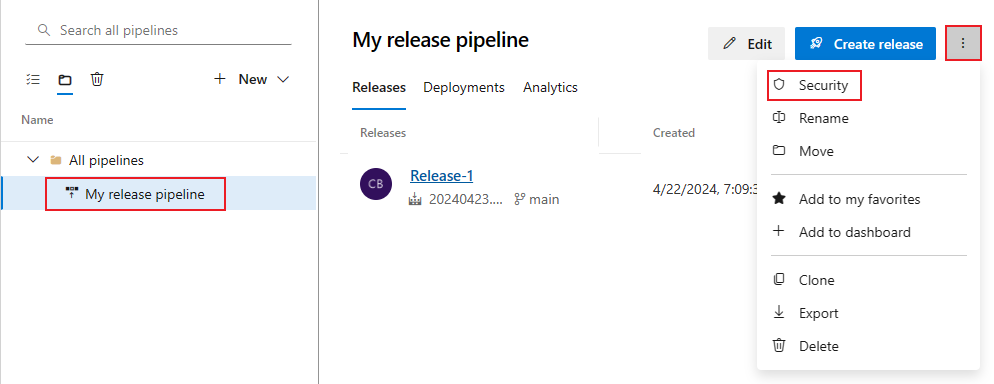 Search all pipelines
New
Name
All pipelines
My release pipeline
My release pipeline
Edit
Create release
Releases
Deployments
Analytics
Releases
Created
CB
Release-1
20240423....
main
4/22/2024, 7:09:3
Security
Rename
Move
Add to my favorites
Add to dashboard
Clone
Export
Delete